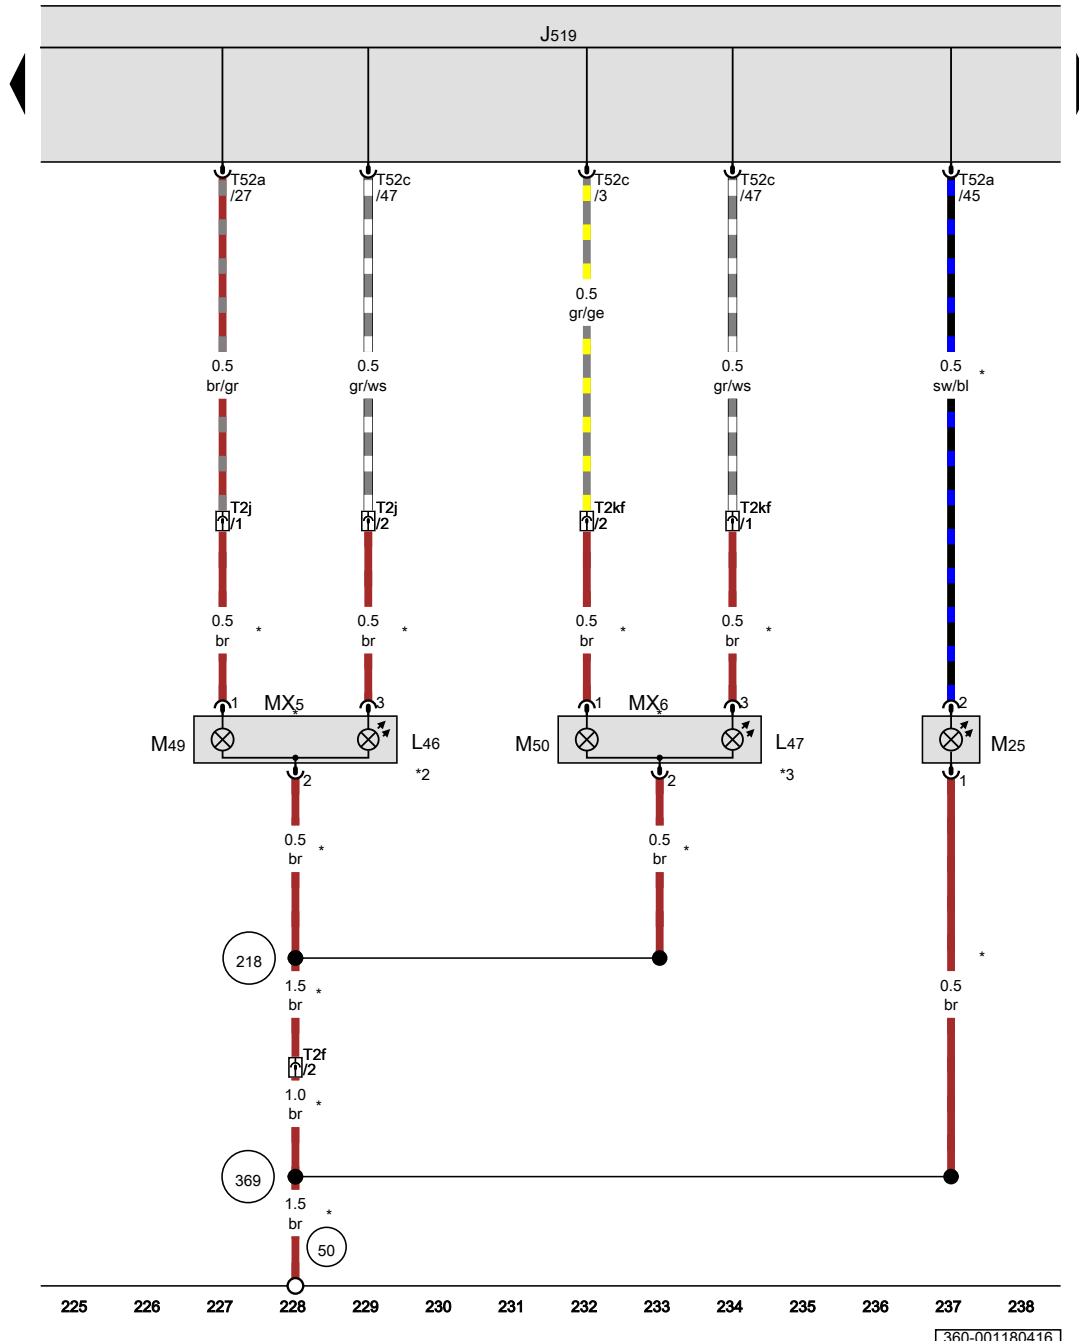 J519
T52a T52c T52c T52c T52a
/27 /47 /3 /47 /45
0.5
gr/ge
0.5 0.5 0.5 0.5
br/gr gr/ws gr/ws sw/bl *
T2j T2j T2kf T2kf
/1 /2 /2 /1
0.5 * 0.5 * 0.5 * 0.5 *
br br br br
1 MX5 3 1 MX6 3 2
* *
M49 L46 M50 L47 M25
*2 *3
2 2 1
0.5 * 0.5 *
br br
218 *
1.5 * 0.5
br br
T2f
/2
1.0 *
br
369
1.5 *
br
50
225 226 227 228 229 230 231 232 233 234 235 236 237 238
360-001180416